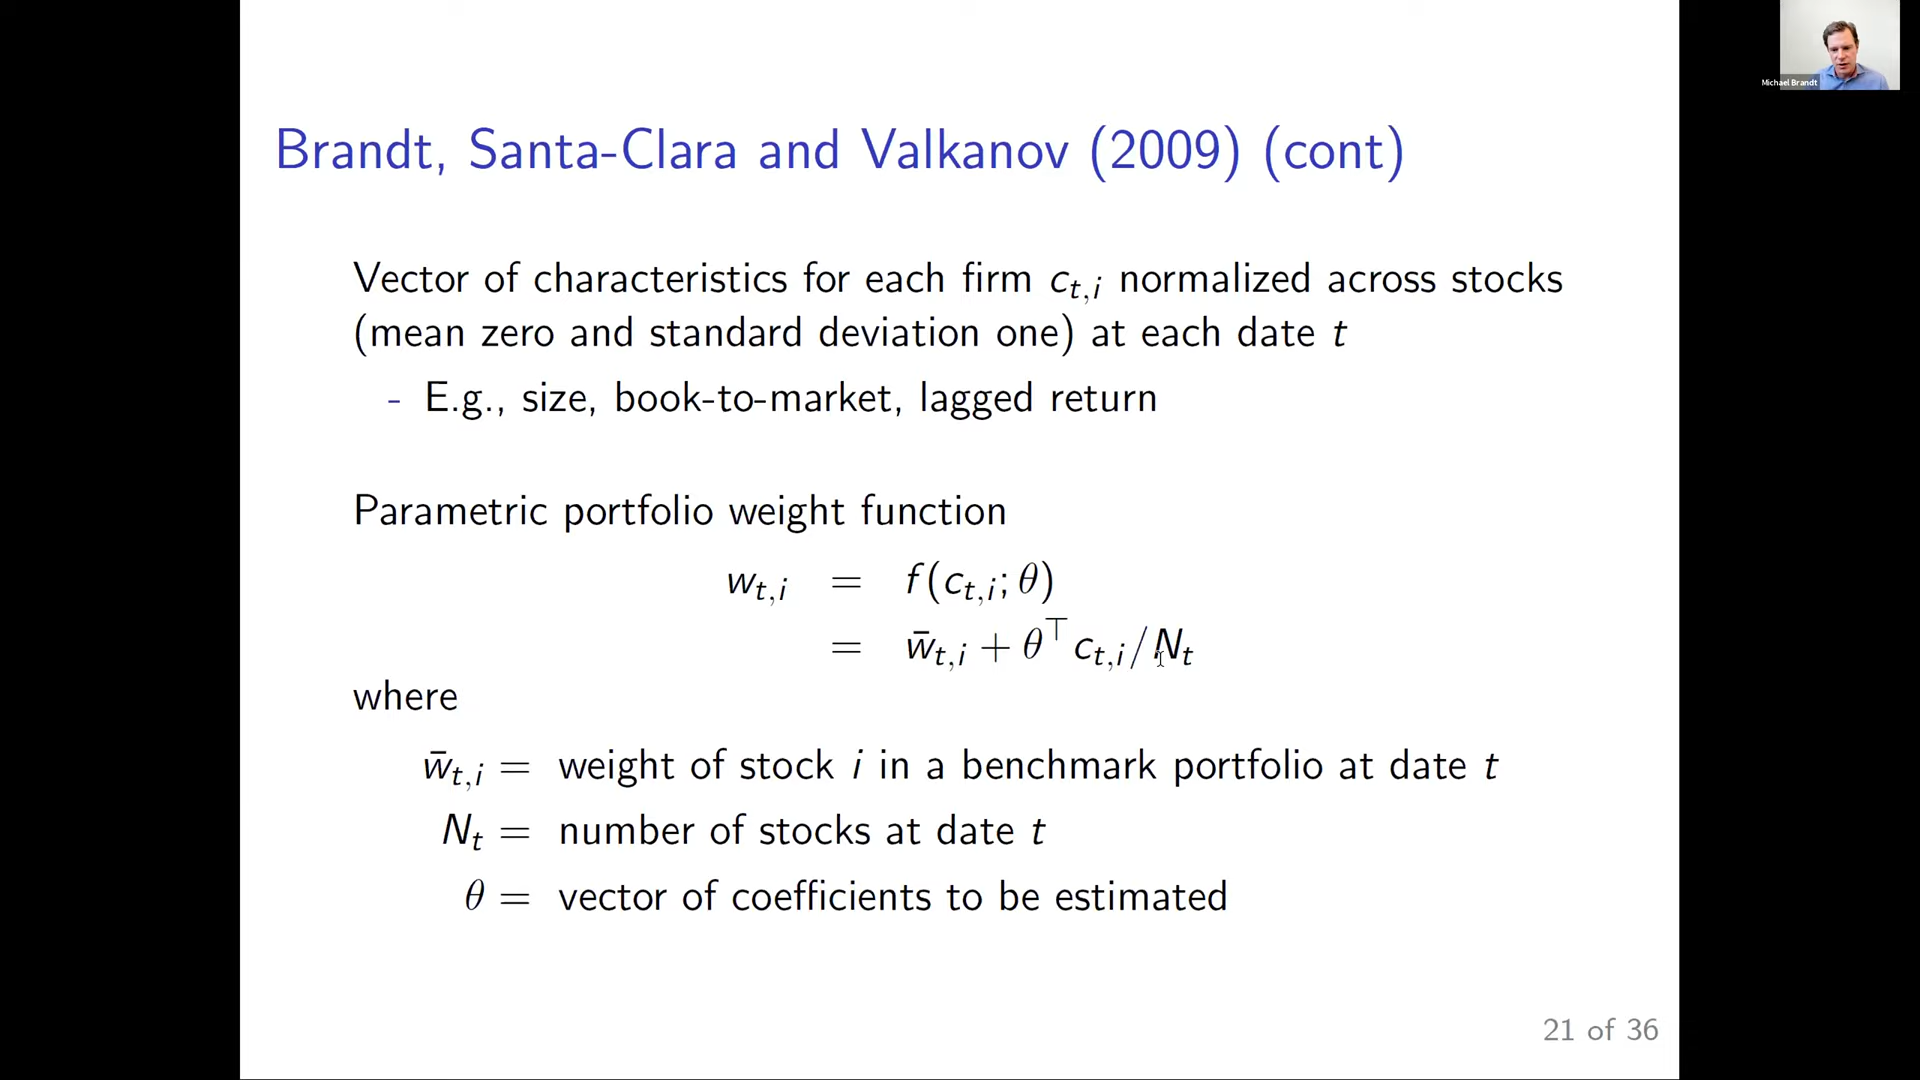 Michael Brandt
Brandt, Santa-Clara and Valkanov (2009) (cont)
Vector of characteristics for each firm c_{t,i} normalized across stocks
(mean zero and standard deviation one) at each date t
- E.g., size, book-to-market, lagged return
Parametric portfolio weight function
w_{t,i} = f(c_{t,i}; θ)
= w̄_{t,i} + θ^⊤ c_{t,i}/N_t
where
w̄_{t,i} = weight of stock i in a benchmark portfolio at date t
N_t = number of stocks at date t
θ = vector of coefficients to be estimated
21 of 36